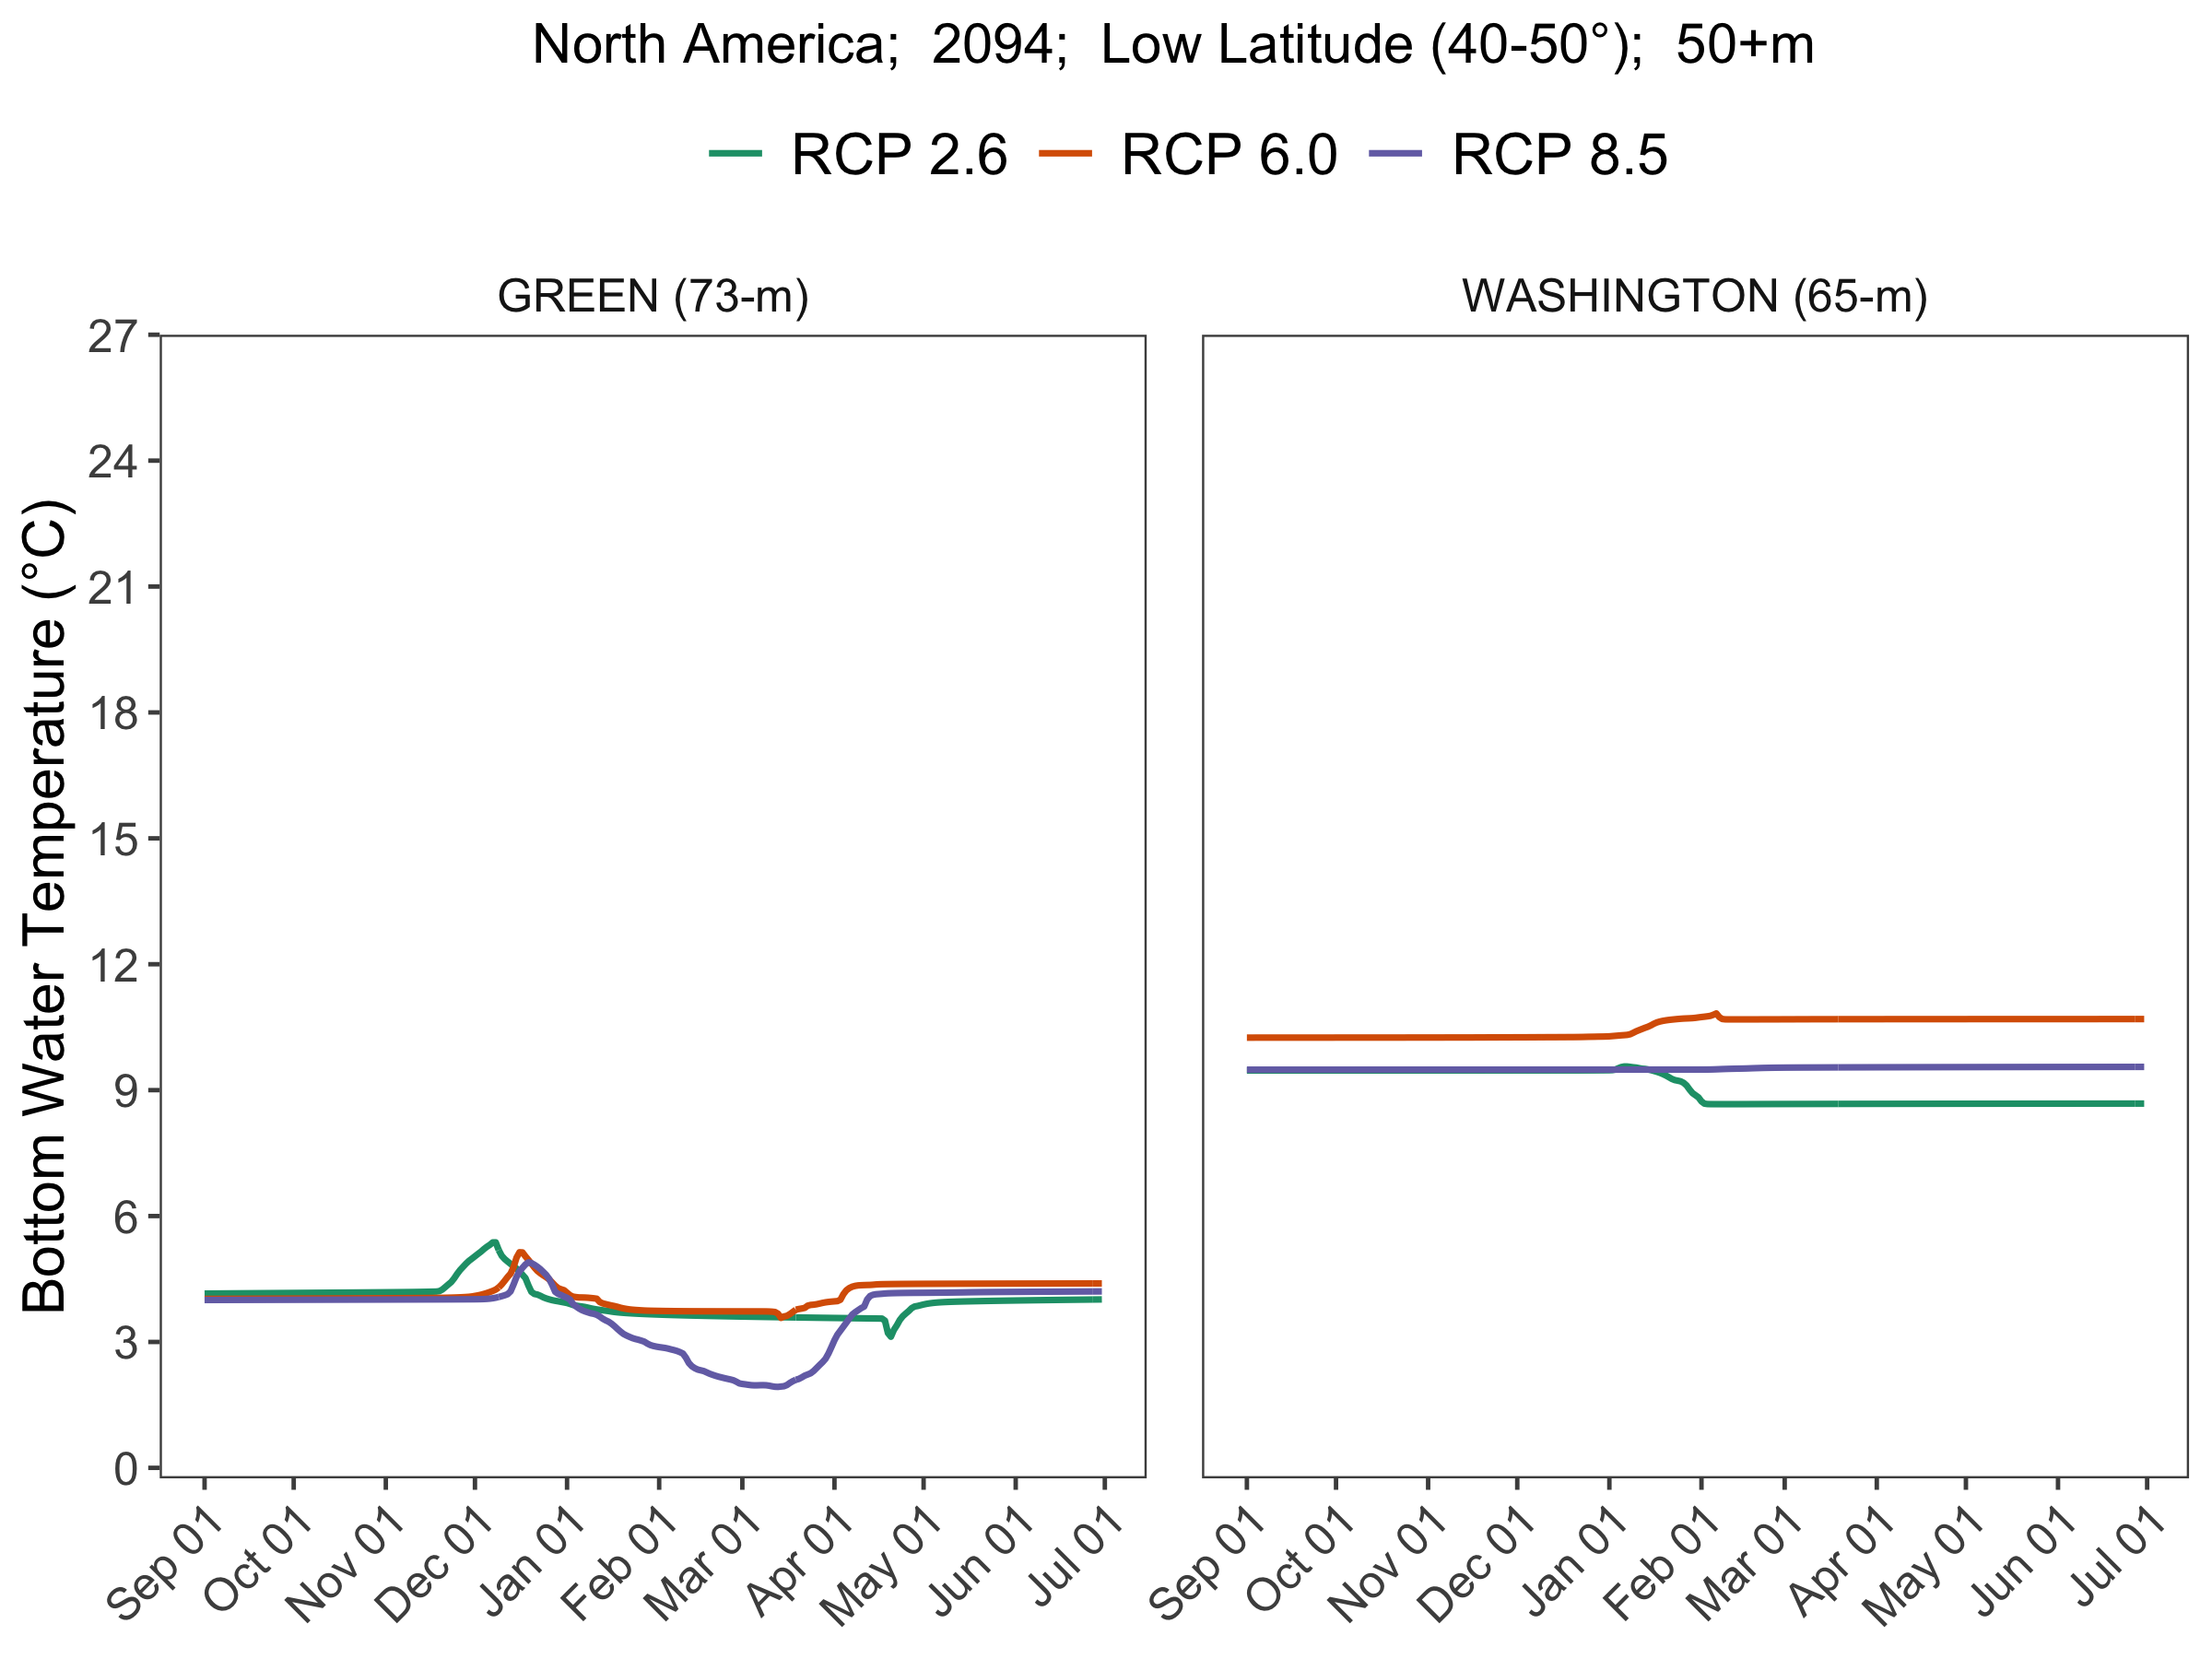 North America;  2094;  Low Latitude (40-50°);  50+m
RCP 2.6 RCP 6.0 RCP 8.5
GREEN (73-m) WASHINGTON (65-m)
Bottom Water Temperature (°C)
27
24
21
18
15
12
9
6
3
0
Sep 01 Oct 01 Nov 01 Dec 01 Jan 01 Feb 01 Mar 01 Apr 01 May 01 Jun 01 Jul 01
Sep 01 Oct 01 Nov 01 Dec 01 Jan 01 Feb 01 Mar 01 Apr 01 May 01 Jun 01 Jul 01